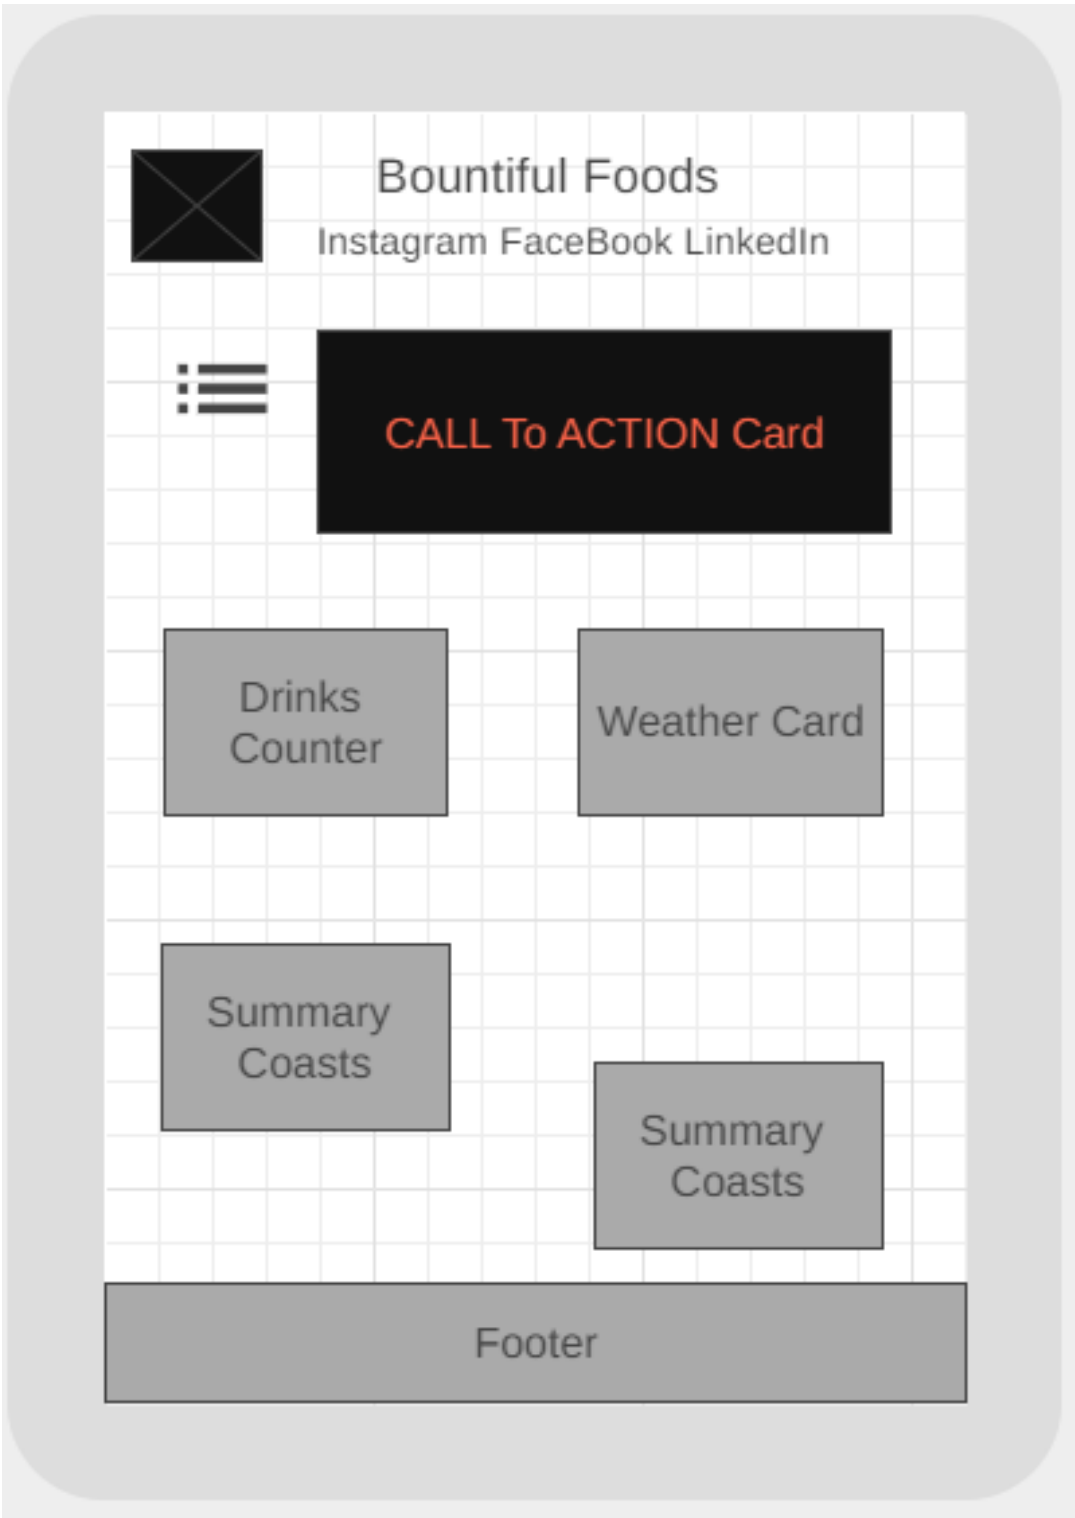 Bountiful Foods
Instagram FaceBook LinkedIn
CALL To ACTION Card
Drinks
Counter
Weather Card
Summary
Coasts
Summary
Coasts
Footer